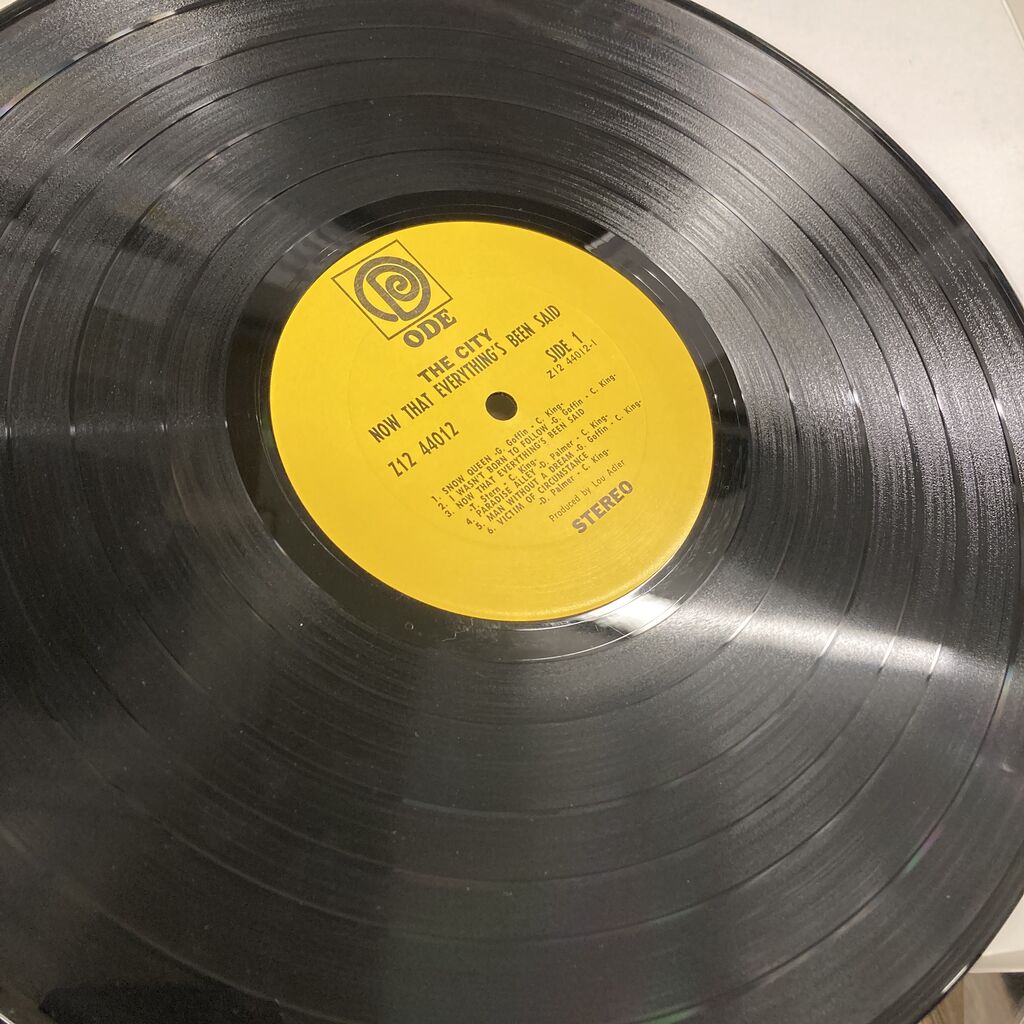 ODE
THE CITY
NOW THAT EVERYTHING'S BEEN SAID
Z12 44012
SIDE 1
Z12 44012-1
1. SNOW QUEEN -G. Goffin - C. King-
2. I WASN'T BORN TO FOLLOW -G. Goffin - C. King-
3. NOW THAT EVERYTHING'S BEEN SAID
-T. Stern - C. King-
4. PARADISE ALLEY -D. Palmer - C. King-
5. MAN WITHOUT A DREAM -G. Goffin - C. King-
6. VICTIM OF CIRCUMSTANCE
-D. Palmer - C. King-
Produced by Lou Adler
STEREO